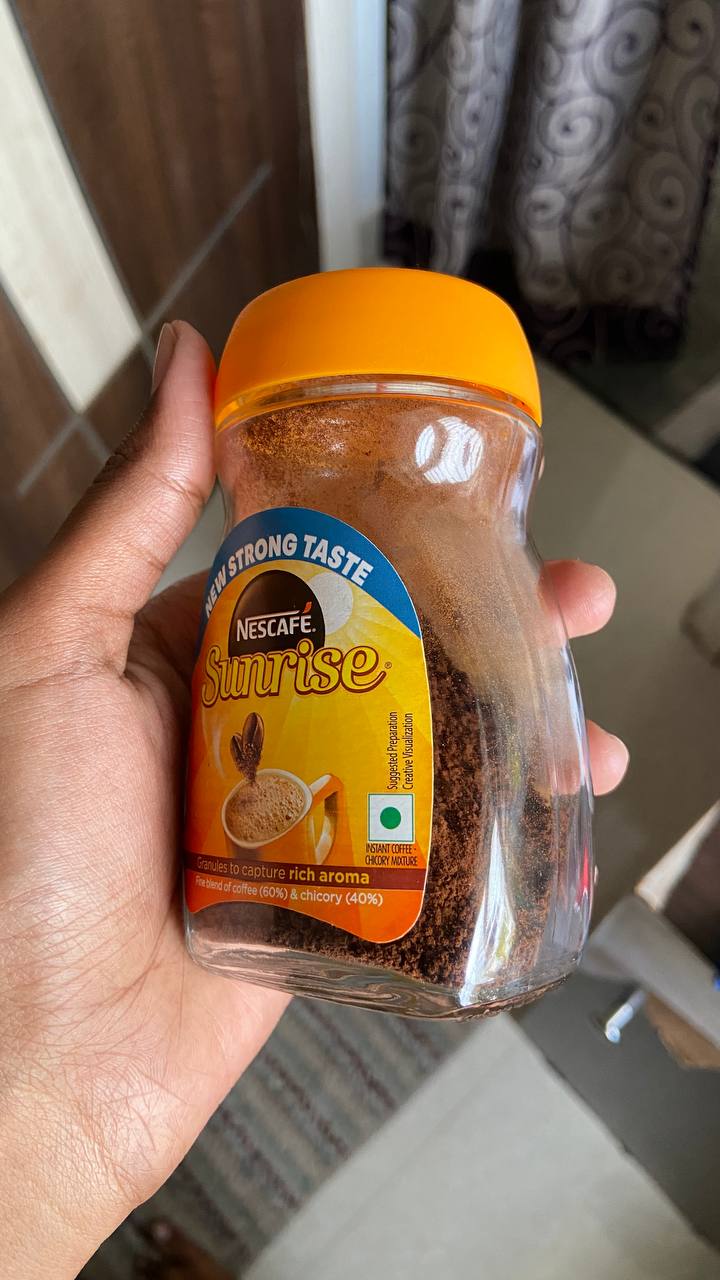 NEW STRONG TASTE
NESCAFÉ.
Sunrise®
Suggested Preparation
Creative Visualization
INSTANT COFFEE -
CHICORY MIXTURE
Granules to capture rich aroma
Fine blend of coffee (60%) & chicory (40%)